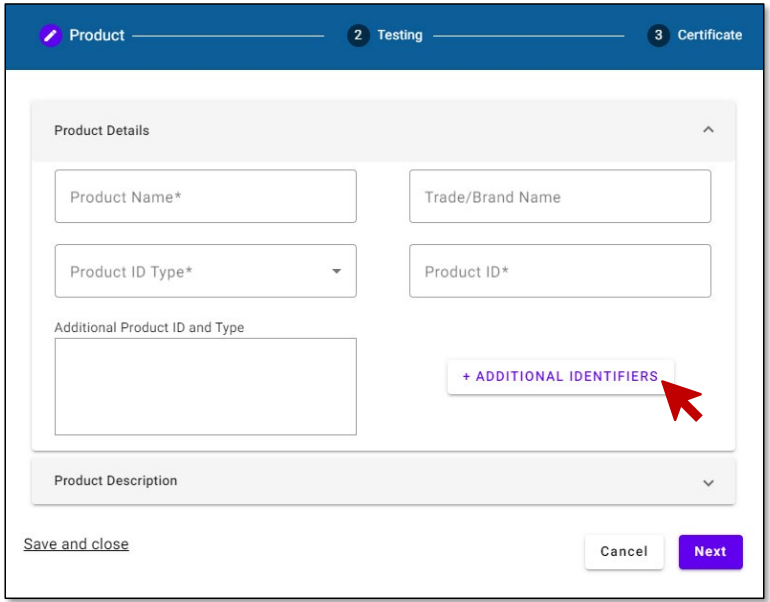 Product 2 Testing 3 Certificate
Product Details
Product Name* Trade/Brand Name
Product ID Type* Product ID*
Additional Product ID and Type
+ ADDITIONAL IDENTIFIERS
Product Description
Save and close Cancel Next